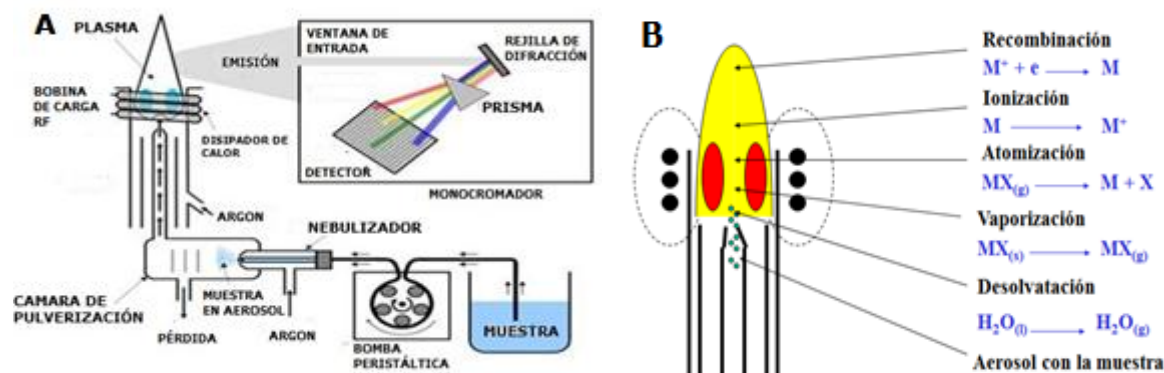 A
PLASMA
BOBINA
DE CARGA
RF
EMISIÓN
VENTANA DE
ENTRADA
REJILLA DE
DIFRACCIÓN
PRISMA
DETECTOR
MONOCROMADOR
DISIPADOR
DE CALOR
ARGON
NEBULIZADOR
CAMARA DE
PULVERIZACIÓN
MUESTRA
EN AEROSOL
PÉRDIDA
ARGON
BOMBA
PERISTÁLTICA
MUESTRA
B
Recombinación
M⁺ + e ⟶ M
Ionización
M ⟶ M⁺
Atomización
MX(g) ⟶ M + X
Vaporización
MX(s) ⟶ MX(g)
Desolvatación
H₂O(l) ⟶ H₂O(g)
Aerosol con la muestra